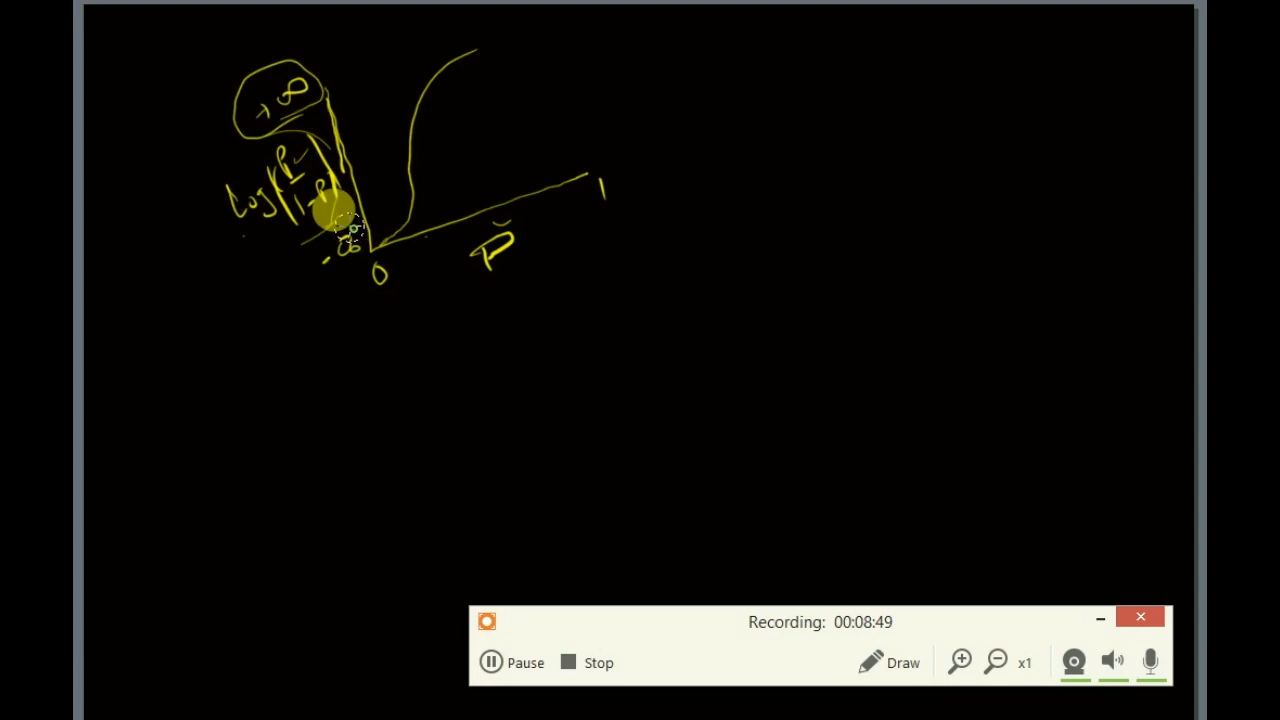 + ∞
Log(P/1-P)
-∞
0
P
1
Recording: 00:08:49
Pause
Stop
Draw
x1